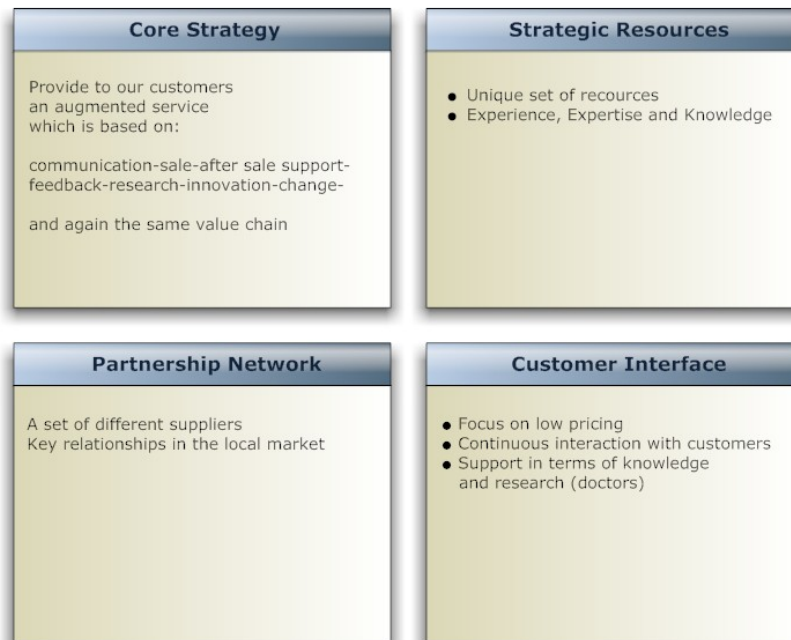 Core Strategy
Provide to our customers
an augmented service
which is based on:
communication-sale-after sale support-
feedback-research-innovation-change-
and again the same value chain
Strategic Resources
● Unique set of recources
● Experience, Expertise and Knowledge
Partnership Network
A set of different suppliers
Key relationships in the local market
Customer Interface
● Focus on low pricing
● Continuous interaction with customers
● Support in terms of knowledge
and research (doctors)